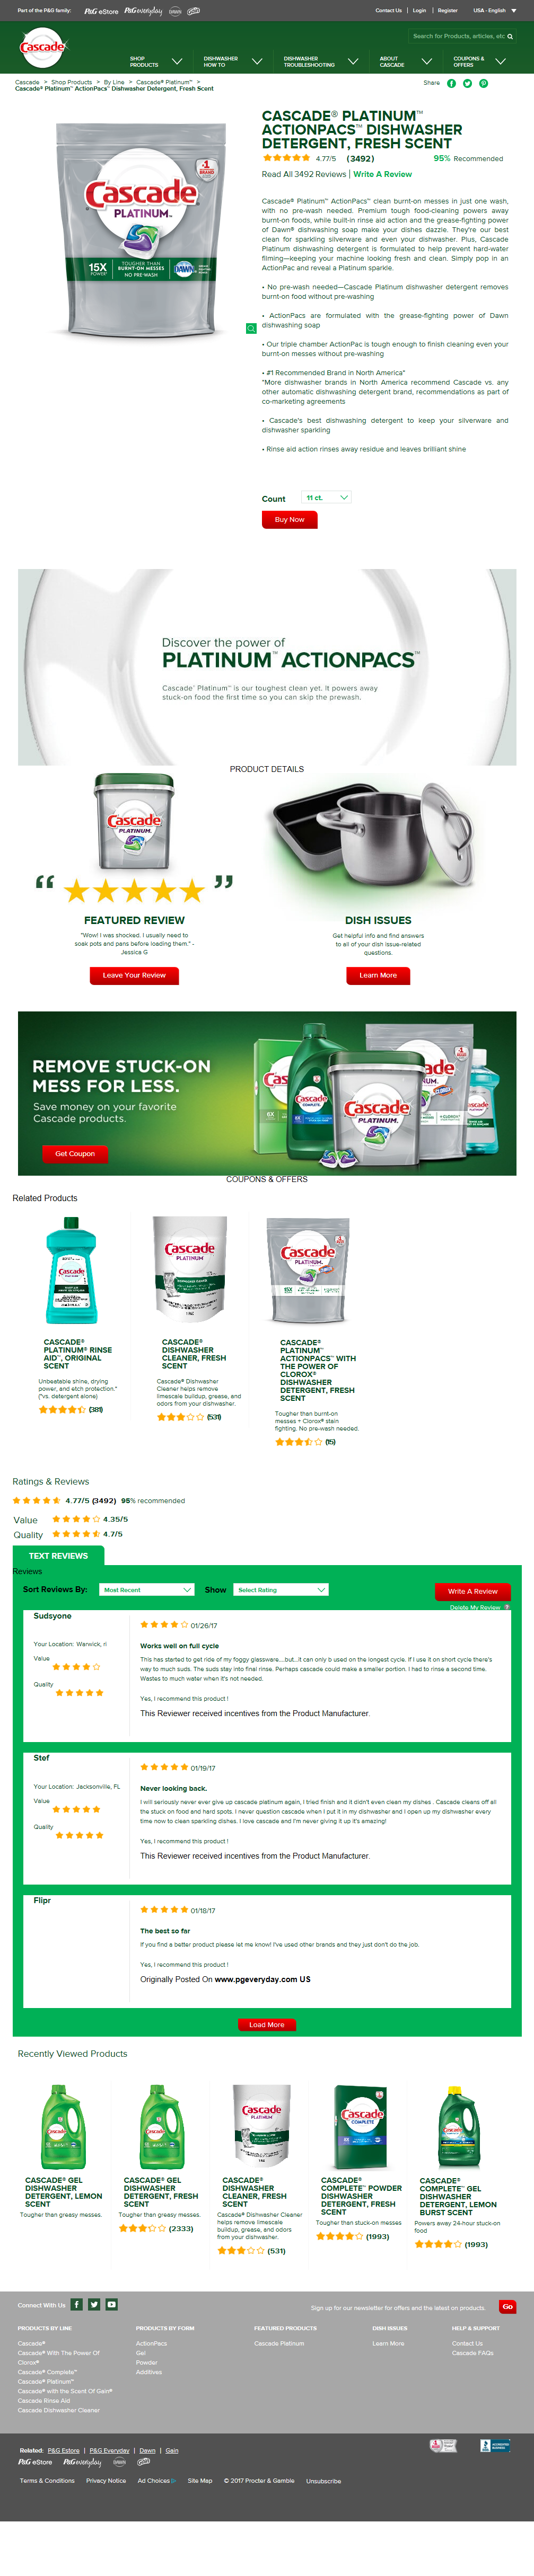 Part of the P&G family:
P&G eStore
P&G everyday
DAWN
Contact Us | Login | Register
USA - English
Cascade
Search for Products, articles, etc
SHOP PRODUCTS
DISHWASHER HOW TO
DISHWASHER TROUBLESHOOTING
ABOUT CASCADE
COUPONS & OFFERS
Cascade > Shop Products > By Line > Cascade® Platinum™ >
Cascade® Platinum™ ActionPacs™ Dishwasher Detergent, Fresh Scent
Share
Cascade
PLATINUM
15X POWER
TOUGHER THAN BURNT-ON MESSES
DAWN
CASCADE® PLATINUM™
ACTIONPACS™ DISHWASHER
DETERGENT, FRESH SCENT
4.77/5 (3492) 95% Recommended
Read All 3492 Reviews | Write A Review
Cascade® Platinum™ ActionPacs™ clean burnt-on messes in just one wash,
with no pre-wash needed. Premium tough food-cleaning powers away
burnt-on foods, while built-in rinse aid action and the grease-fighting power
of Dawn® dishwashing soap make your dishes dazzle. They're our best
clean for sparkling silverware and even your dishwasher. Plus, Cascade
Platinum dishwashing detergent is formulated to help prevent hard-water
filming—keeping your machine looking fresh and clean. Simply pop in an
ActionPac and reveal a Platinum sparkle.
• No pre-wash needed—Cascade Platinum dishwasher detergent removes
burnt-on food without pre-washing
• ActionPacs are formulated with the grease-fighting power of Dawn
dishwashing soap
• Our triple chamber ActionPac is tough enough to finish cleaning even your
burnt-on messes without pre-washing
• #1 Recommended Brand in North America*
"More dishwasher brands in North America recommend Cascade vs. any
other automatic dishwashing detergent brand, recommendations as part of
co-marketing agreements
• Cascade's best dishwashing detergent to keep your silverware and
dishwasher sparkling
• Rinse aid action rinses away residue and leaves brilliant shine
Count 11 ct.
Buy Now
Discover the power of
PLATINUM™ ACTIONPACS™
Cascade™ Platinum™ is our toughest clean yet. It powers away
stuck-on food the first time so you can skip the prewash.
PRODUCT DETAILS
Cascade
PLATINUM
FEATURED REVIEW
"Wow! I was shocked. I usually need to
soak pots and pans before loading them." -
Jessica G
Leave Your Review
DISH ISSUES
Get helpful info and find answers
to all of your dish issue-related
questions.
Learn More
REMOVE STUCK-ON
MESS FOR LESS.
Save money on your favorite
Cascade products.
Get Coupon
Cascade
Cascade COMPLETE
Cascade PLATINUM
Cascade
Cascade
COUPONS & OFFERS
Related Products
Cascade
Cascade
Cascade
CASCADE®
PLATINUM® RINSE
AID™, ORIGINAL
SCENT
Unbeatable shine, drying
power, and etch protection.*
(*vs. detergent alone)
(381)
CASCADE®
DISHWASHER
CLEANER, FRESH
SCENT
Cascade® Dishwasher
Cleaner helps remove
limescale buildup, grease, and
odors from your dishwasher.
(531)
CASCADE®
PLATINUM™
ACTIONPACS™ WITH
THE POWER OF
CLOROX®
DISHWASHER
DETERGENT, FRESH
SCENT
Tougher than burnt-on
messes + Clorox® stain
fighting. No pre-wash needed.
(15)
Ratings & Reviews
4.77/5 (3492) 95% recommended
Value 4.35/5
Quality 4.7/5
TEXT REVIEWS
Reviews
Sort Reviews By: Most Recent
Show Select Rating
Write A Review
Delete My Review
Sudsyone
01/26/17
Your Location: Warwick, ri
Value
Quality
Works well on full cycle
This has started to get ride of my foggy glassware....but...it can only b used on the longest cycle. If I use it on short cycle there's
way to much suds. The suds stay into final rinse. Perhaps cascade could make a smaller portion. I had to rinse a second time.
Wastes to much water when it's not needed.
Yes, I recommend this product !
This Reviewer received incentives from the Product Manufacturer.
Stef
01/19/17
Your Location: Jacksonville, FL
Value
Quality
Never looking back.
I will seriously never ever give up cascade platinum again, I tried finish and it didn't even clean my dishes . Cascade cleans off all
the stuck on food and hard spots. I never question cascade when I put it in my dishwasher and I open up my dishwasher every
time now to clean sparkling dishes. I love cascade and I'm never giving it up it's amazing!
Yes, I recommend this product !
This Reviewer received incentives from the Product Manufacturer.
Flipr
01/18/17
The best so far
If you find a better product please let me know! I've used other brands and they just don't do the job.
Yes, I recommend this product !
Originally Posted On www.pgeveryday.com US
Load More
Recently Viewed Products
Cascade
Cascade
Cascade PLATINUM
Cascade COMPLETE
Cascade
CASCADE® GEL
DISHWASHER
DETERGENT, LEMON
SCENT
Tougher than greasy messes.
CASCADE® GEL
DISHWASHER
DETERGENT, FRESH
SCENT
Tougher than greasy messes.
(2333)
CASCADE®
DISHWASHER
CLEANER, FRESH
SCENT
Cascade® Dishwasher Cleaner
helps remove limescale
buildup, grease, and odors
from your dishwasher.
(531)
CASCADE®
COMPLETE™ POWDER
DISHWASHER
DETERGENT, FRESH
SCENT
Tougher than stuck-on messes
(1993)
CASCADE®
COMPLETE™ GEL
DISHWASHER
DETERGENT, LEMON
BURST SCENT
Powers away 24-hour stuck-on
food
(1993)
Connect With Us
Sign up for our newsletter for offers and the latest on products. Go
PRODUCTS BY LINE
Cascade®
Cascade® With The Power Of
Clorox®
Cascade® Complete™
Cascade® Platinum™
Cascade® with the Scent Of Gain®
Cascade Rinse Aid
Cascade Dishwasher Cleaner
PRODUCTS BY FORM
ActionPacs
Gel
Powder
Additives
FEATURED PRODUCTS
Cascade Platinum
DISH ISSUES
Learn More
HELP & SUPPORT
Contact Us
Cascade FAQs
Related: P&G Estore | P&G Everyday | Dawn | Gain
P&G eStore
P&G everyday
DAWN
ACCREDITED BUSINESS
Terms & Conditions Privacy Notice Ad Choices Site Map © 2017 Procter & Gamble Unsubscribe